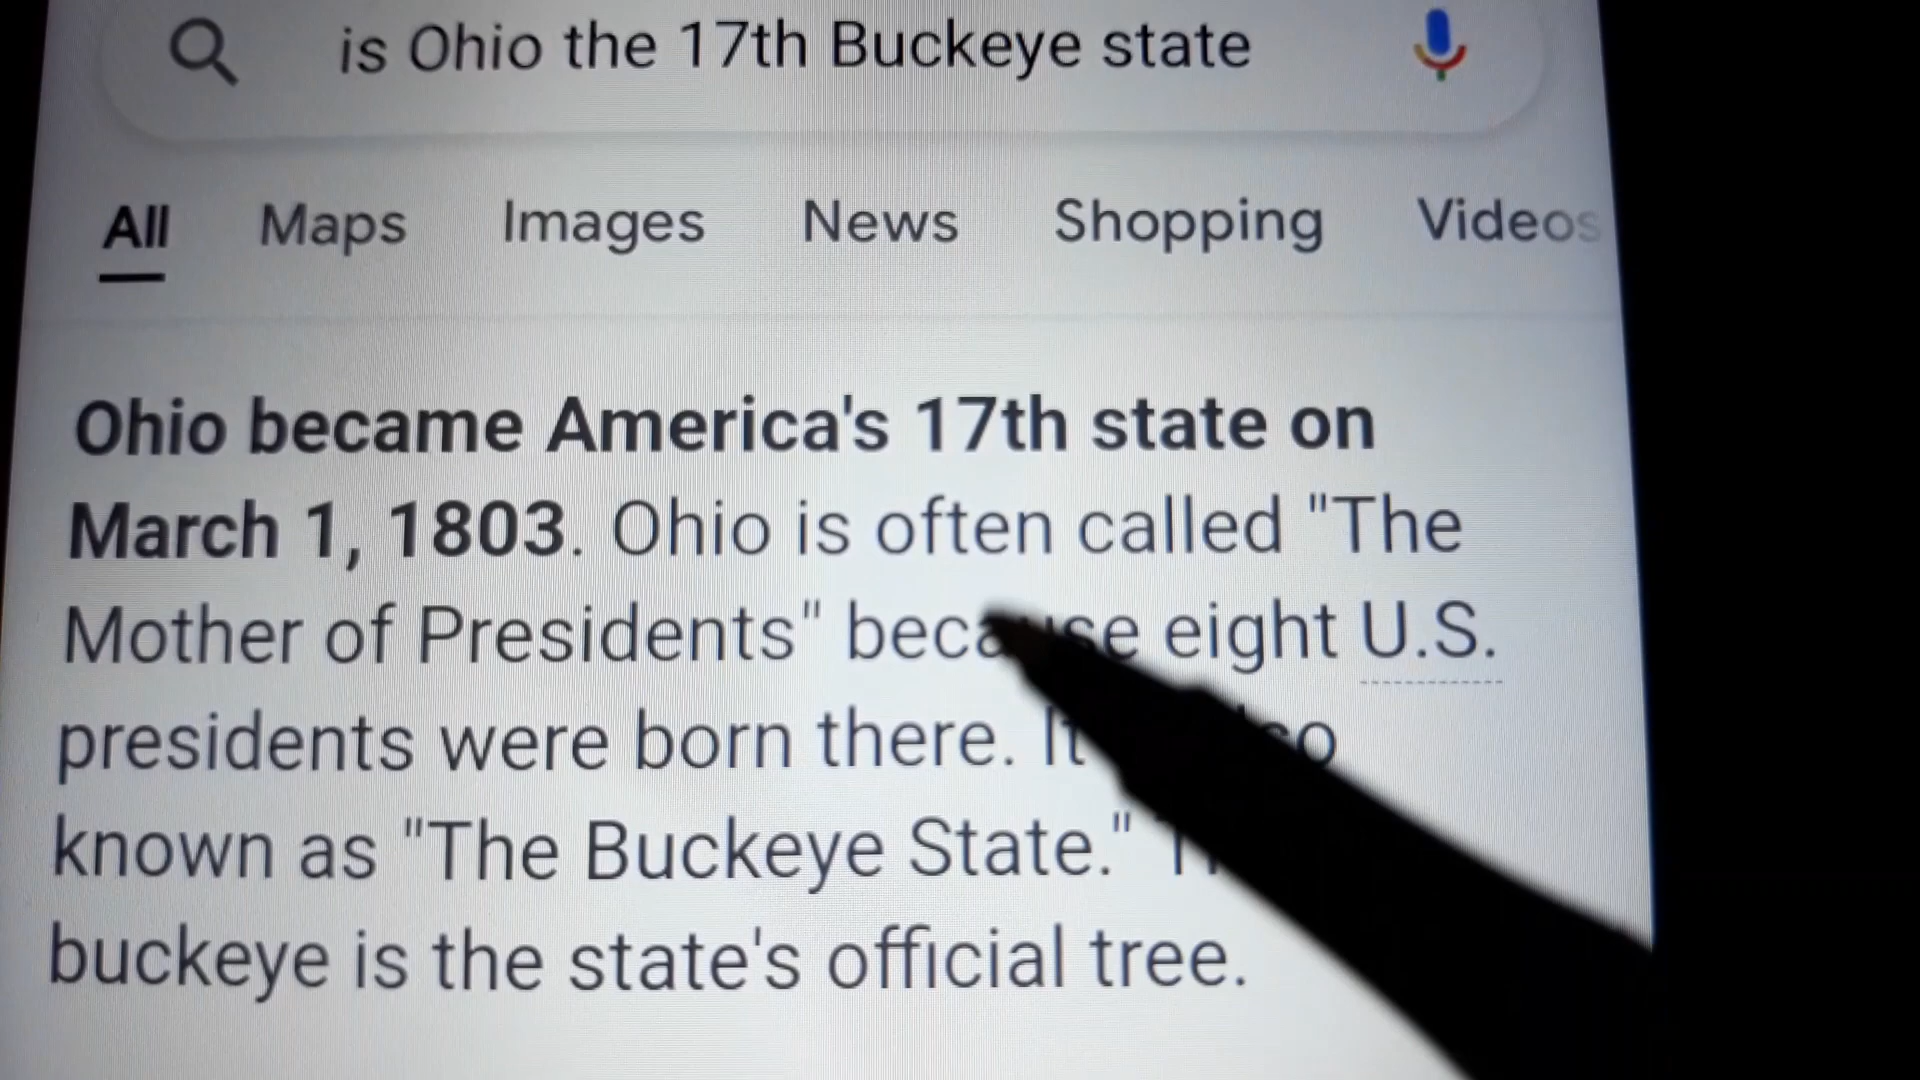 is Ohio the 17th Buckeye state
All Maps Images News Shopping Videos
Ohio became America's 17th state on
March 1, 1803. Ohio is often called "The
Mother of Presidents" because eight U.S.
presidents were born there. It
known as "The Buckeye State."
buckeye is the state's official tree.